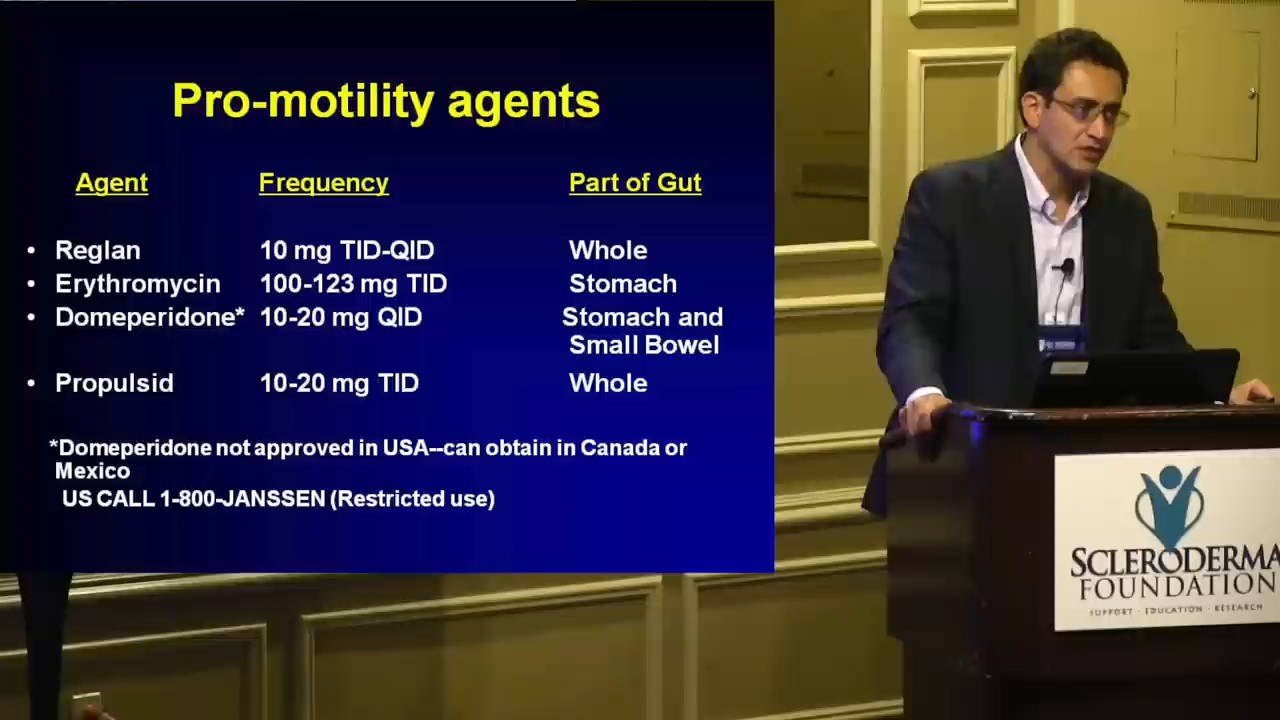 Pro-motility agents
Agent Frequency Part of Gut
• Reglan 10 mg TID-QID Whole
• Erythromycin 100-123 mg TID Stomach
• Domeperidone* 10-20 mg QID Stomach and
Small Bowel
• Propulsid 10-20 mg TID Whole
*Domeperidone not approved in USA--can obtain in Canada or
Mexico
US CALL 1-800-JANSSEN (Restricted use)
SCLERODERMA
FOUNDATION
SUPPORT · EDUCATION · RESEARCH